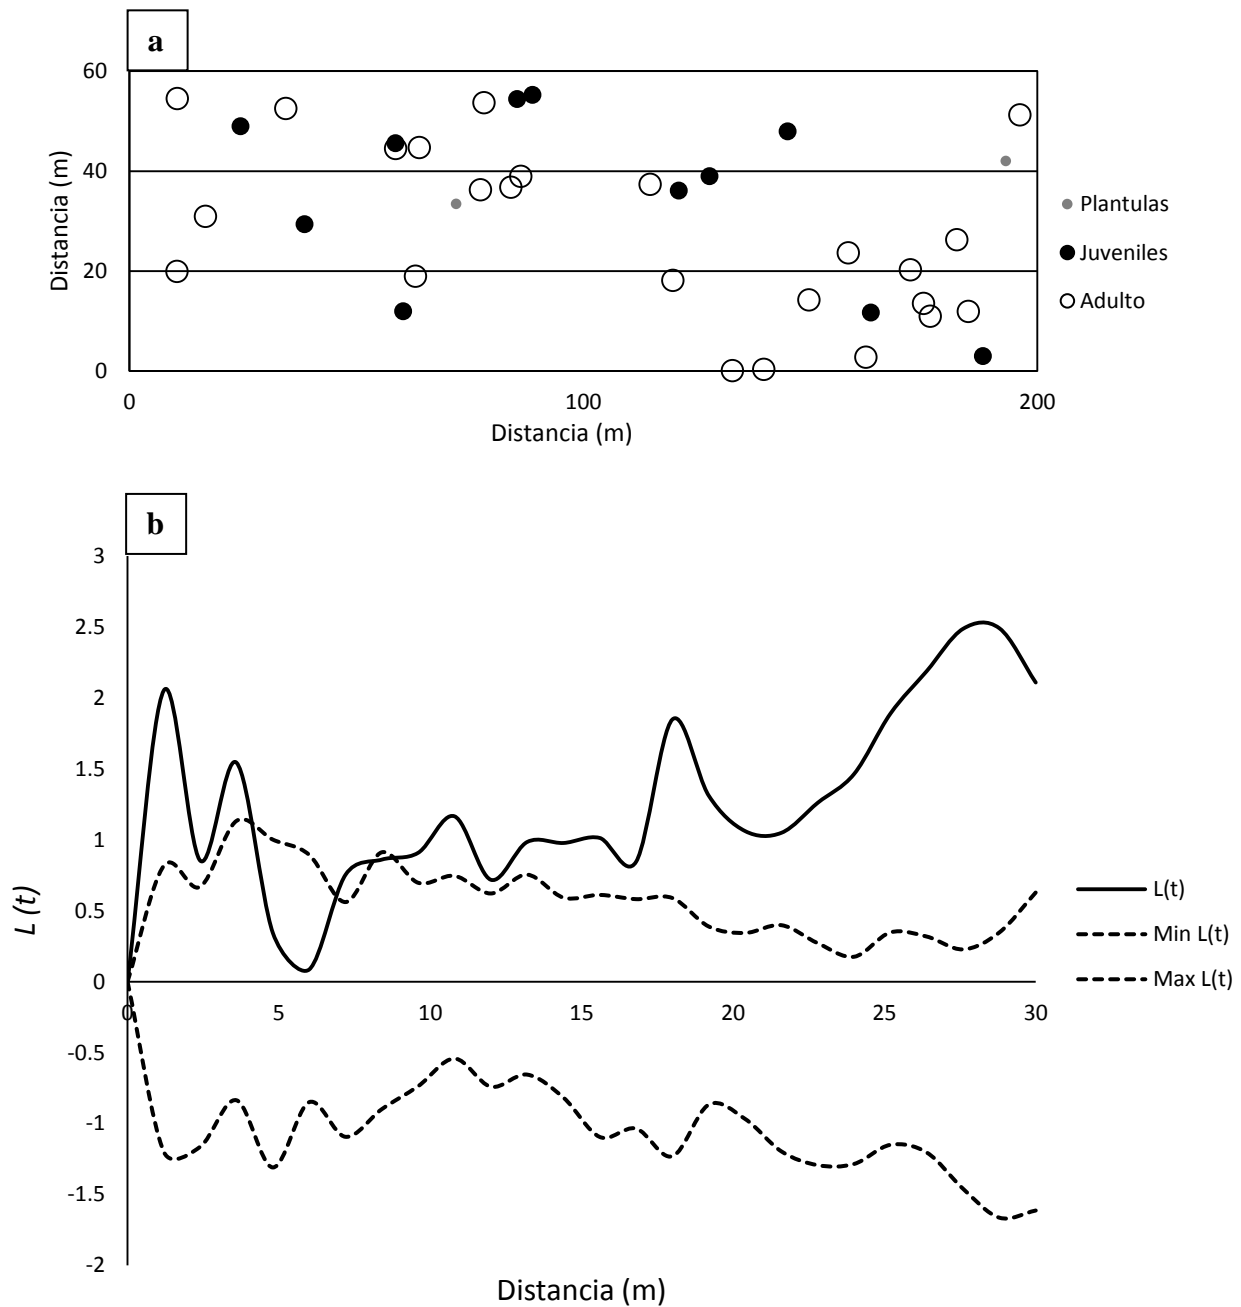 a
60
40
20
0
Distancia (m)
0 100 200
Distancia (m)
Plantulas
Juveniles
Adulto
b
3
2.5
2
1.5
1
0.5
0
-0.5
-1
-1.5
-2
L (t)
0 5 10 15 20 25 30
Distancia (m)
L(t)
Min L(t)
Max L(t)